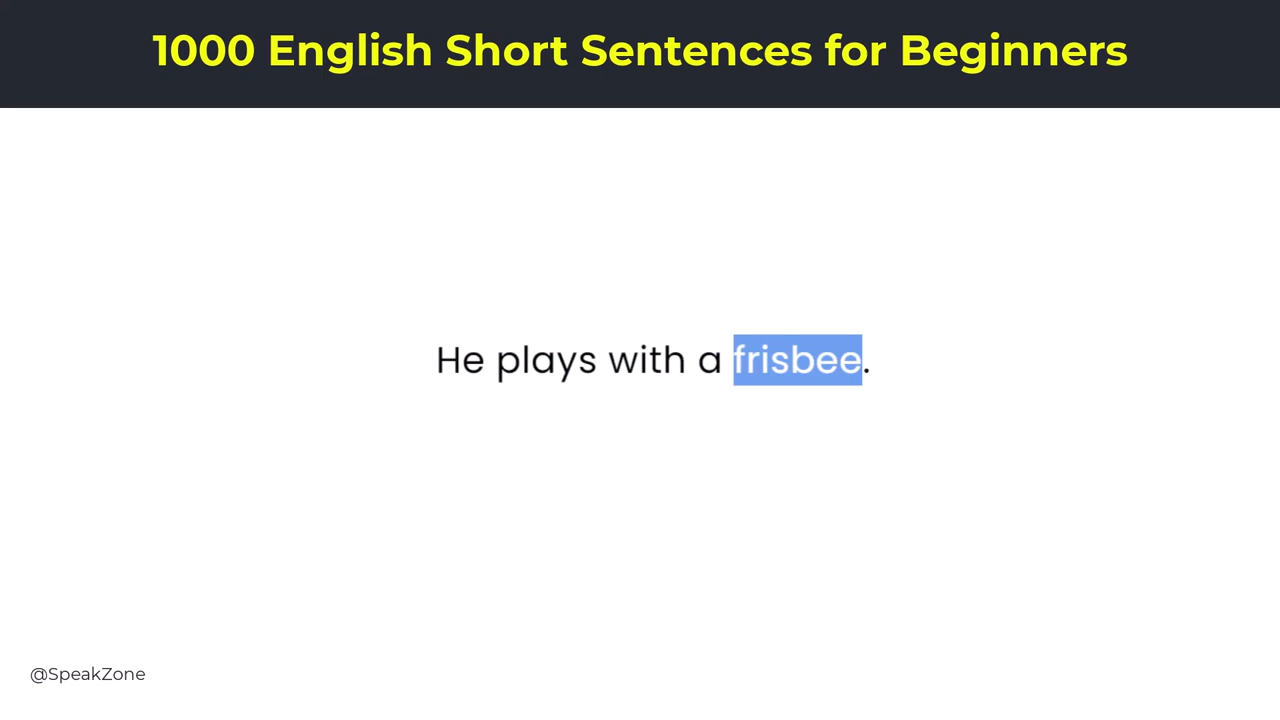 1000 English Short Sentences for Beginners
He plays with a frisbee.
@SpeakZone